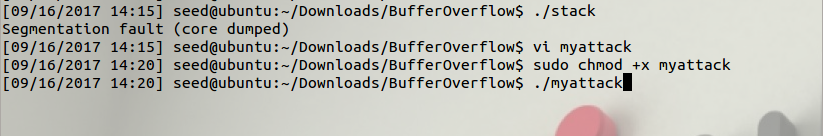 [09/16/2017 14:15] seed@ubuntu:~/Downloads/BufferOverflow$ ./stack
Segmentation fault (core dumped)
[09/16/2017 14:15] seed@ubuntu:~/Downloads/BufferOverflow$ vi myattack
[09/16/2017 14:20] seed@ubuntu:~/Downloads/BufferOverflow$ sudo chmod +x myattack
[09/16/2017 14:20] seed@ubuntu:~/Downloads/BufferOverflow$ ./myattack